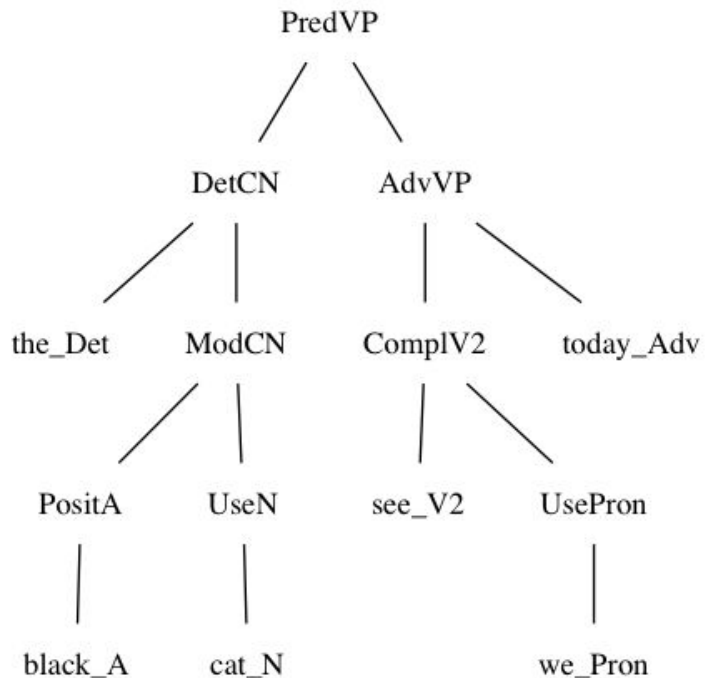 PredVP
DetCN AdvVP
the_Det ModCN ComplV2 today_Adv
PositA UseN see_V2 UsePron
black_A cat_N we_Pron